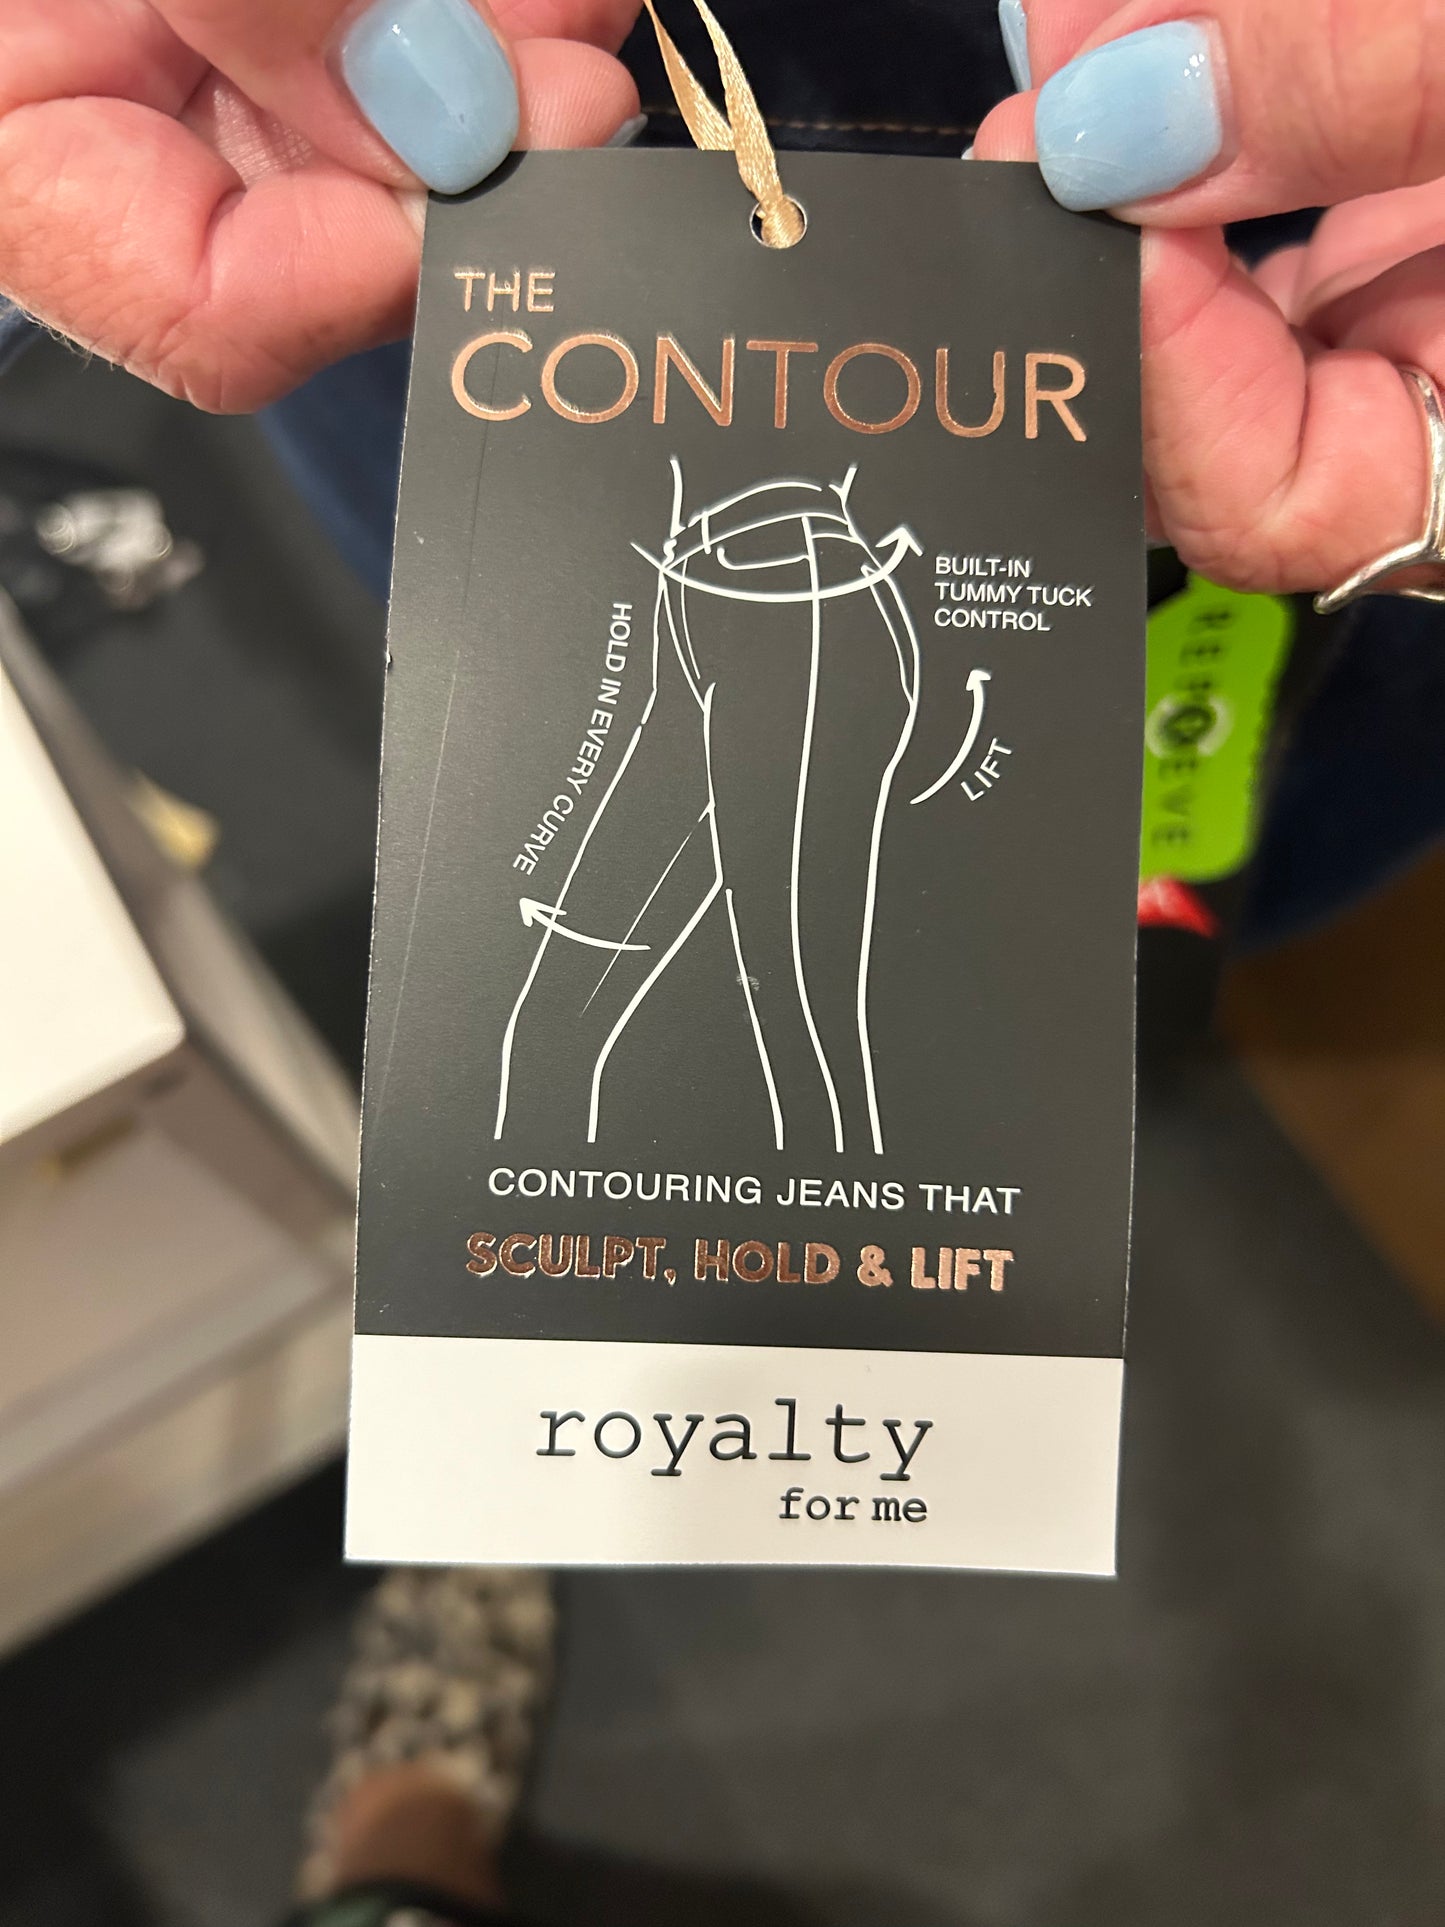 THE
CONTOUR
BUILT-IN
TUMMY TUCK
CONTROL
HOLD IN EVERY CURVE
LIFT
CONTOURING JEANS THAT
SCULPT, HOLD & LIFT
royalty
for me